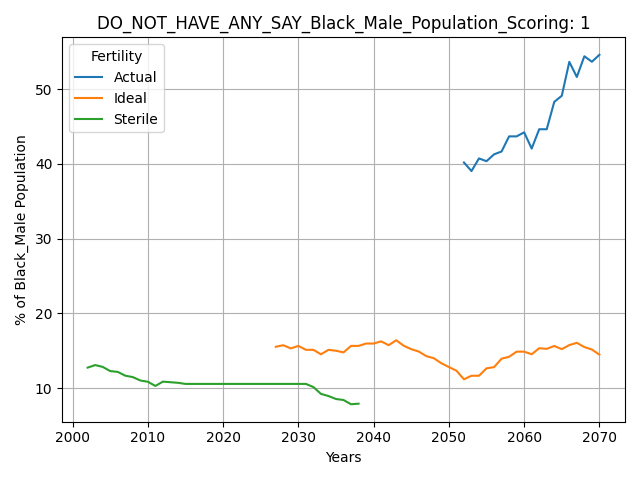 DO_NOT_HAVE_ANY_SAY_Black_Male_Population_Scoring: 1
Fertility
Actual
Ideal
Sterile
% of Black_Male Population
50
40
30
20
10
2000 2010 2020 2030 2040 2050 2060 2070
Years